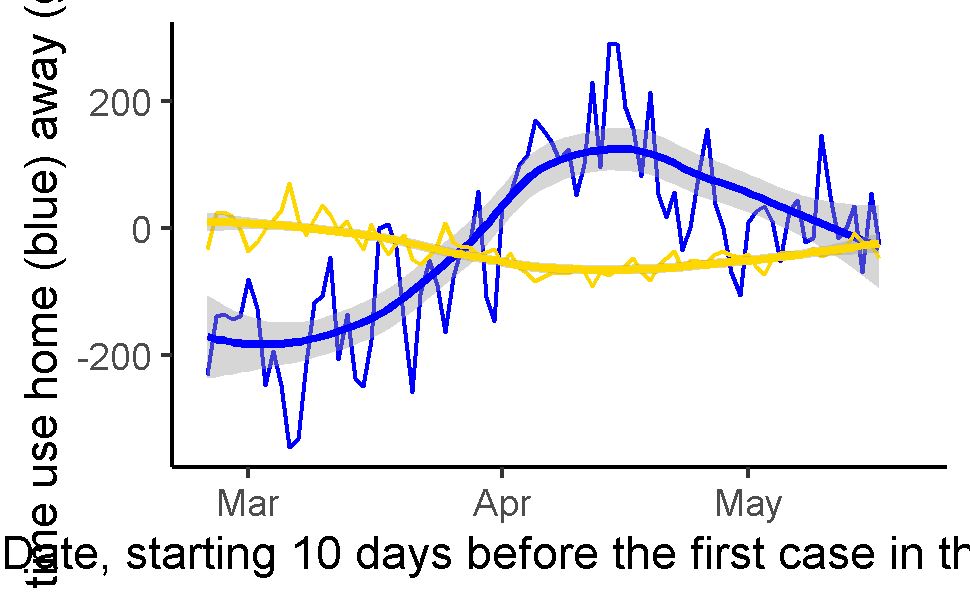 time use home (blue) away (
200
0
-200
Mar Apr May
Date, starting 10 days before the first case in th